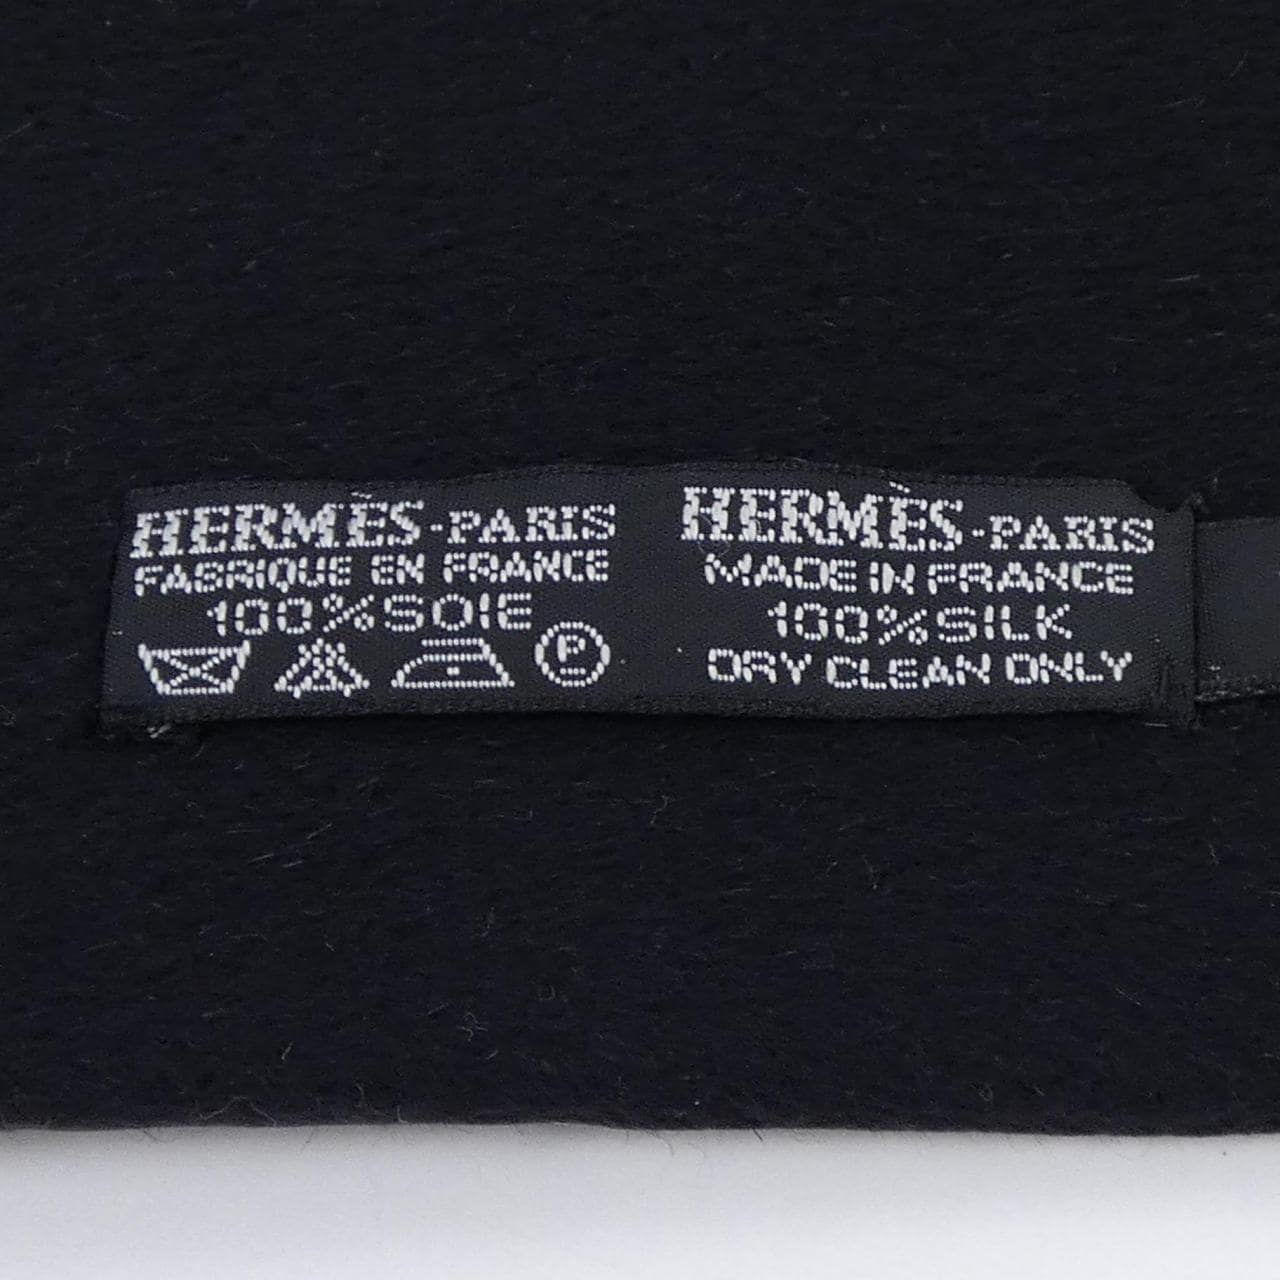 HERMÈS-PARIS
FABRIQUE EN FRANCE
100%SOIE
P
HERMÈS-PARIS
MADE IN FRANCE
100%SILK
DRY CLEAN ONLY